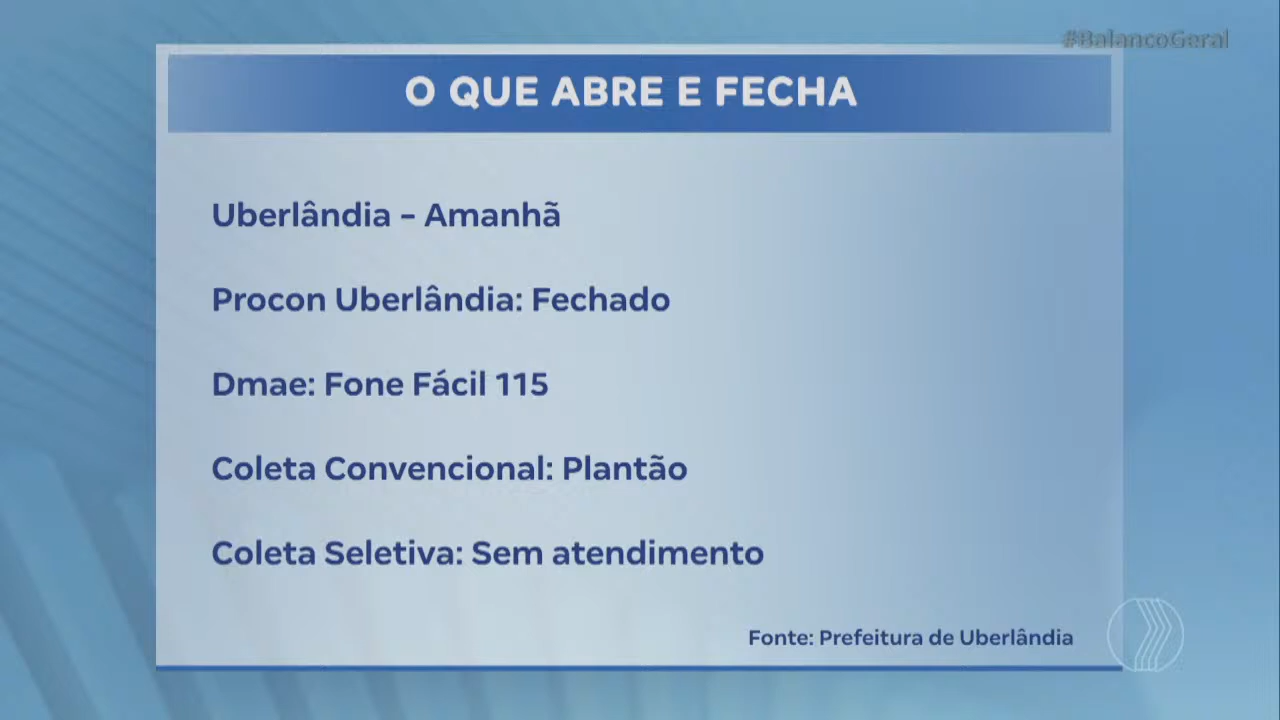 #BalancoGeral
O QUE ABRE E FECHA
Uberlândia - Amanhã
Procon Uberlândia: Fechado
Dmae: Fone Fácil 115
Coleta Convencional: Plantão
Coleta Seletiva: Sem atendimento
Fonte: Prefeitura de Uberlândia